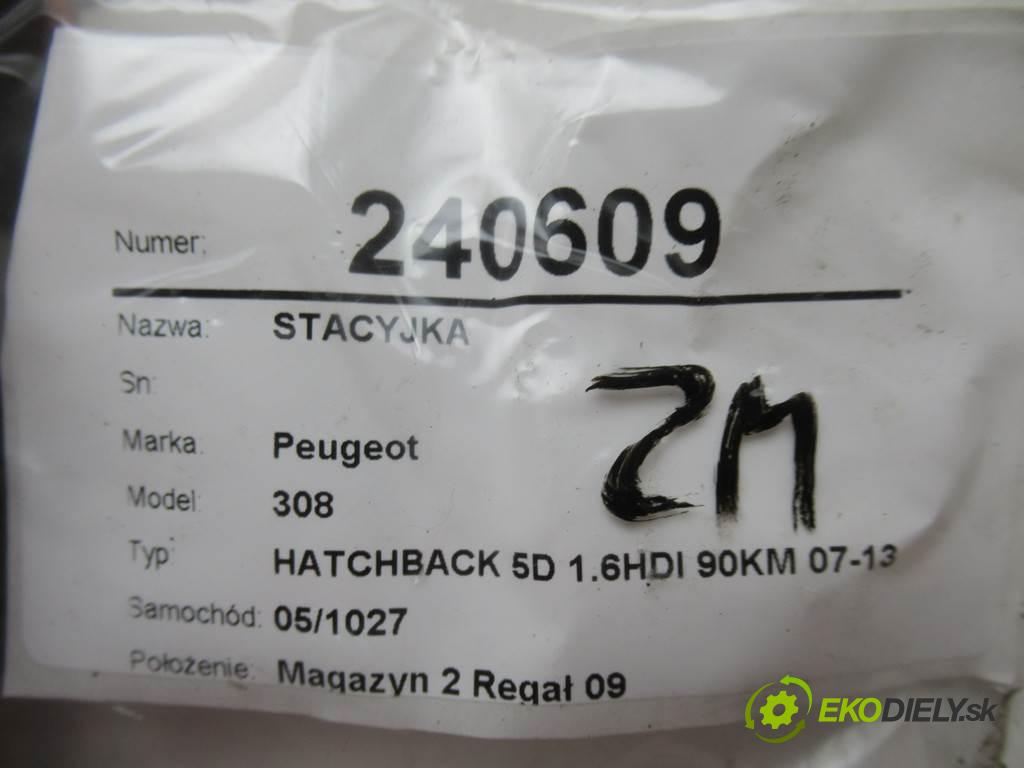 Numer: 240609
Nazwa: STACYJKA
Sn:
Marka: Peugeot
Model: 308
Typ: HATCHBACK 5D 1.6HDI 90KM 07-13
Samochód: 05/1027
Położenie: Magazyn 2 Regał 09
ZM
EKODIELY.sk